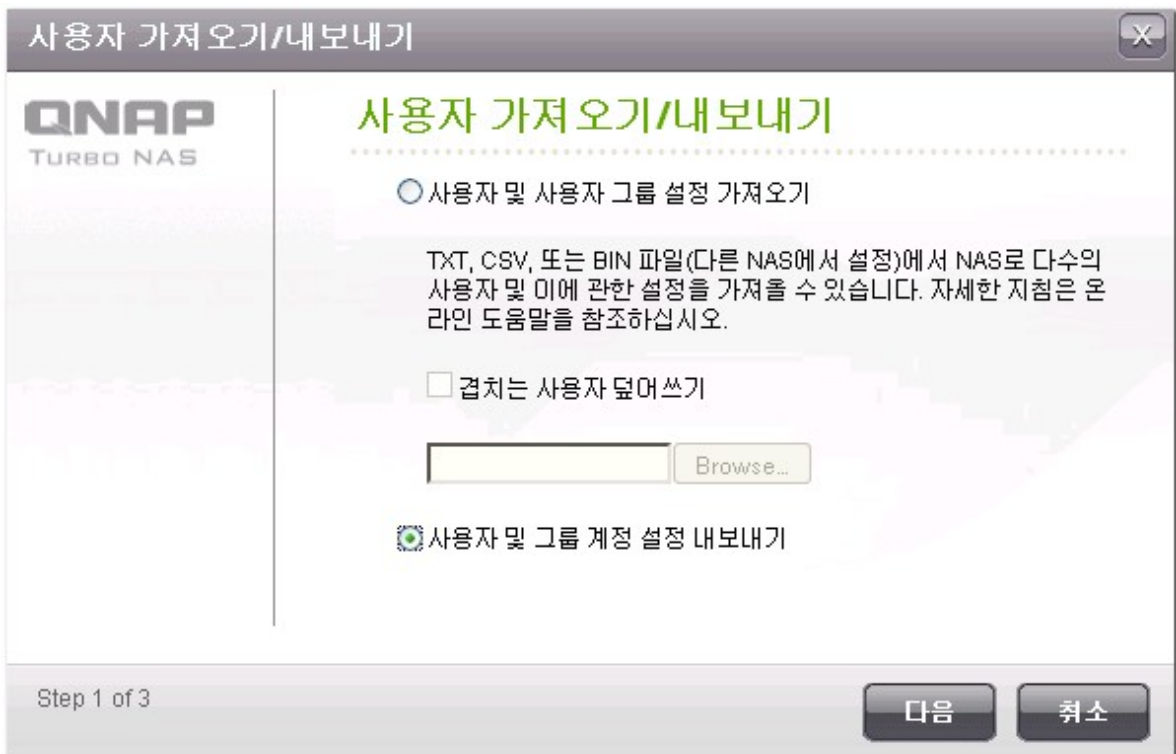 사용자 가져오기/내보내기
X
QNAP
TURBO NAS
사용자 가져오기/내보내기
사용자 및 사용자 그룹 설정 가져오기
TXT, CSV, 또는 BIN 파일(다른 NAS에서 설정)에서 NAS로 다수의
사용자 및 이에 관한 설정을 가져올 수 있습니다. 자세한 지침은 온
라인 도움말을 참조하십시오.
겹치는 사용자 덮어쓰기
Browse...
사용자 및 그룹 계정 설정 내보내기
Step 1 of 3
다음
취소